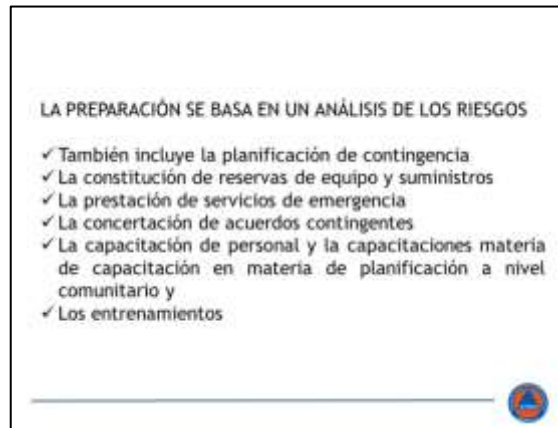 LA PREPARACIÓN SE BASA EN UN ANÁLISIS DE LOS RIESGOS
✓ También incluye la planificación de contingencia
✓ La constitución de reservas de equipo y suministros
✓ La prestación de servicios de emergencia
✓ La concertación de acuerdos contingentes
✓ La capacitación de personal y la capacitaciones materia
de capacitación en materia de planificación a nivel
comunitario y
✓ Los entrenamientos